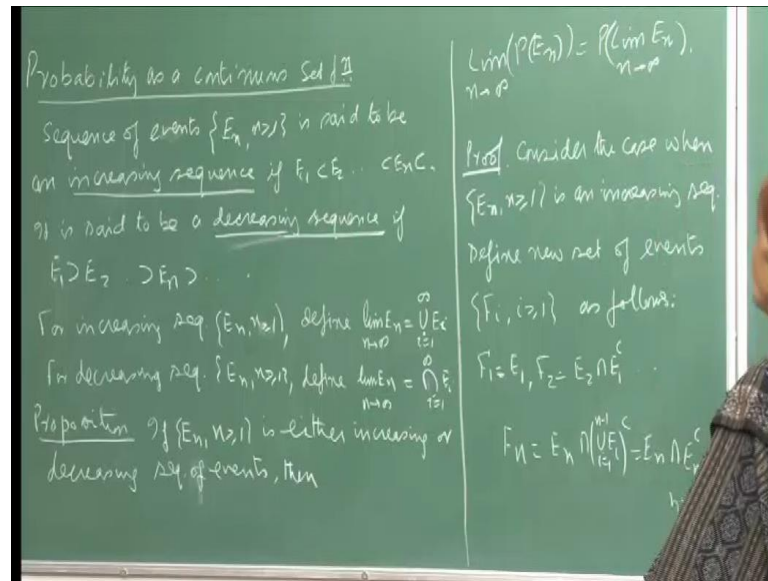 Probability as a continuous Set fn
Sequence of events {En, n≥1} is said to be
an increasing sequence if E1 ⊂ E2 .. ⊂ En ⊂ .
It is said to be a decreasing sequence if
E1 ⊃ E2 . ⊃ En ⊃ . .
For increasing seq. {En, n≥1}, define lim n→∞ En = ∪ i=1 ∞ Ei
For decreasing seq. {En, n≥1}, define lim n→∞ En = ∩ i=1 ∞ Ei
Proposition If {En, n≥1} is either increasing or
decreasing seq. of events, then
Lim n→∞ (P(En)) = P(Lim n→∞ En).
Proof. Consider the case when
{En, n≥1} is an increasing seq.
Define new set of events
{Fi, i≥1} as follows:
F1 = E1, F2 = E2 ∩ E1^c ...
Fn = En ∩ (∪ i=1 n-1 Ei)^c = En ∩ E